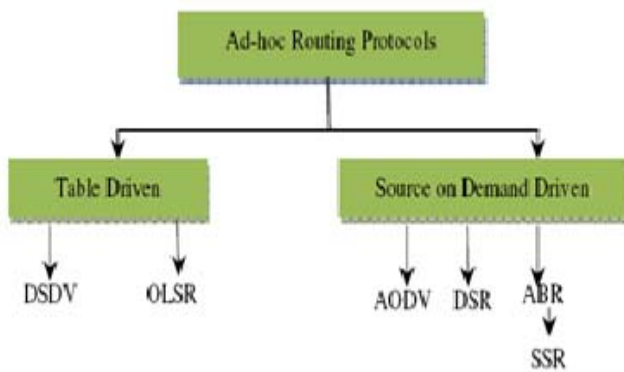 Ad-hoc Routing Protocols
Table Driven
Source on Demand Driven
DSDV
OLSR
AODV
DSR
ABR
SSR